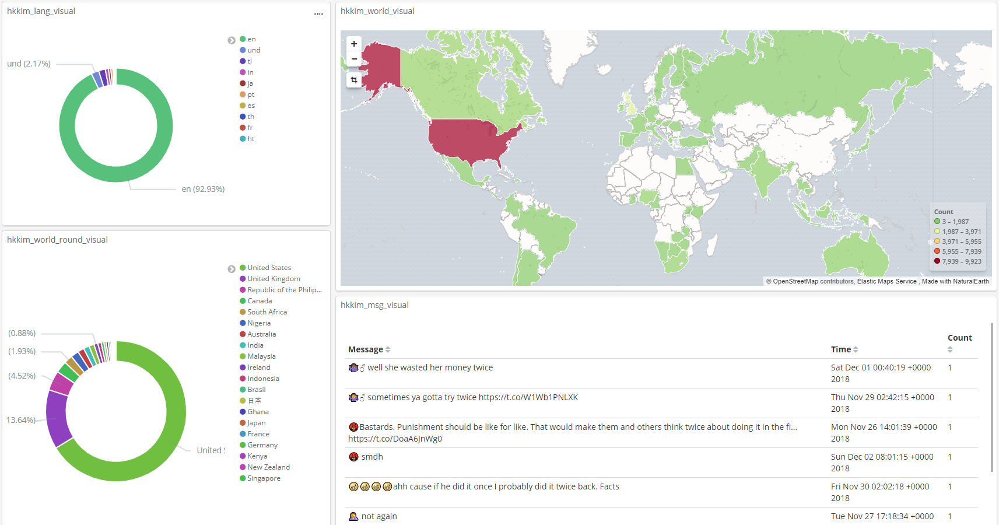 hkkim_lang_visual
en
und
tl
in
ja
pt
es
th
fr
ht
und (2.17%)
en (92.93%)
hkkim_world_round_visual
United States
United Kingdom
Republic of the Philip...
Canada
South Africa
Nigeria
Australia
India
Malaysia
Ireland
Indonesia
Brasil
日本
Ghana
Japan
France
Germany
Kenya
New Zealand
Singapore
(0.88%)
(1.93%)
(4.52%)
13.64%)
United S
hkkim_world_visual
+
−
Count
3 – 1,987
1,987 – 3,971
3,971 – 5,955
5,955 – 7,939
7,939 – 9,923
© OpenStreetMap contributors, Elastic Maps Service , Made with NaturalEarth
hkkim_msg_visual
Message Time Count
🤷🏾♂ well she wasted her money twice Sat Dec 01 00:40:19 +0000 1
2018
🤷♂ sometimes ya gotta try twice https://t.co/W1Wb1PNLXK Thu Nov 29 02:42:15 +0000 1
2018
🤬Bastards. Punishment should be like for like. That would make them and others think twice about doing it in the fi... Mon Nov 26 14:01:39 +0000 1
https://t.co/DoaA6JnWg0 2018
🤬 smdh Sun Dec 02 08:01:15 +0000 1
2018
😀😀😀😀ahh cause if he did it once I probably did it twice back. Facts Fri Nov 30 02:02:18 +0000 1
2018
🤦 not again Tue Nov 27 17:18:34 +0000 1